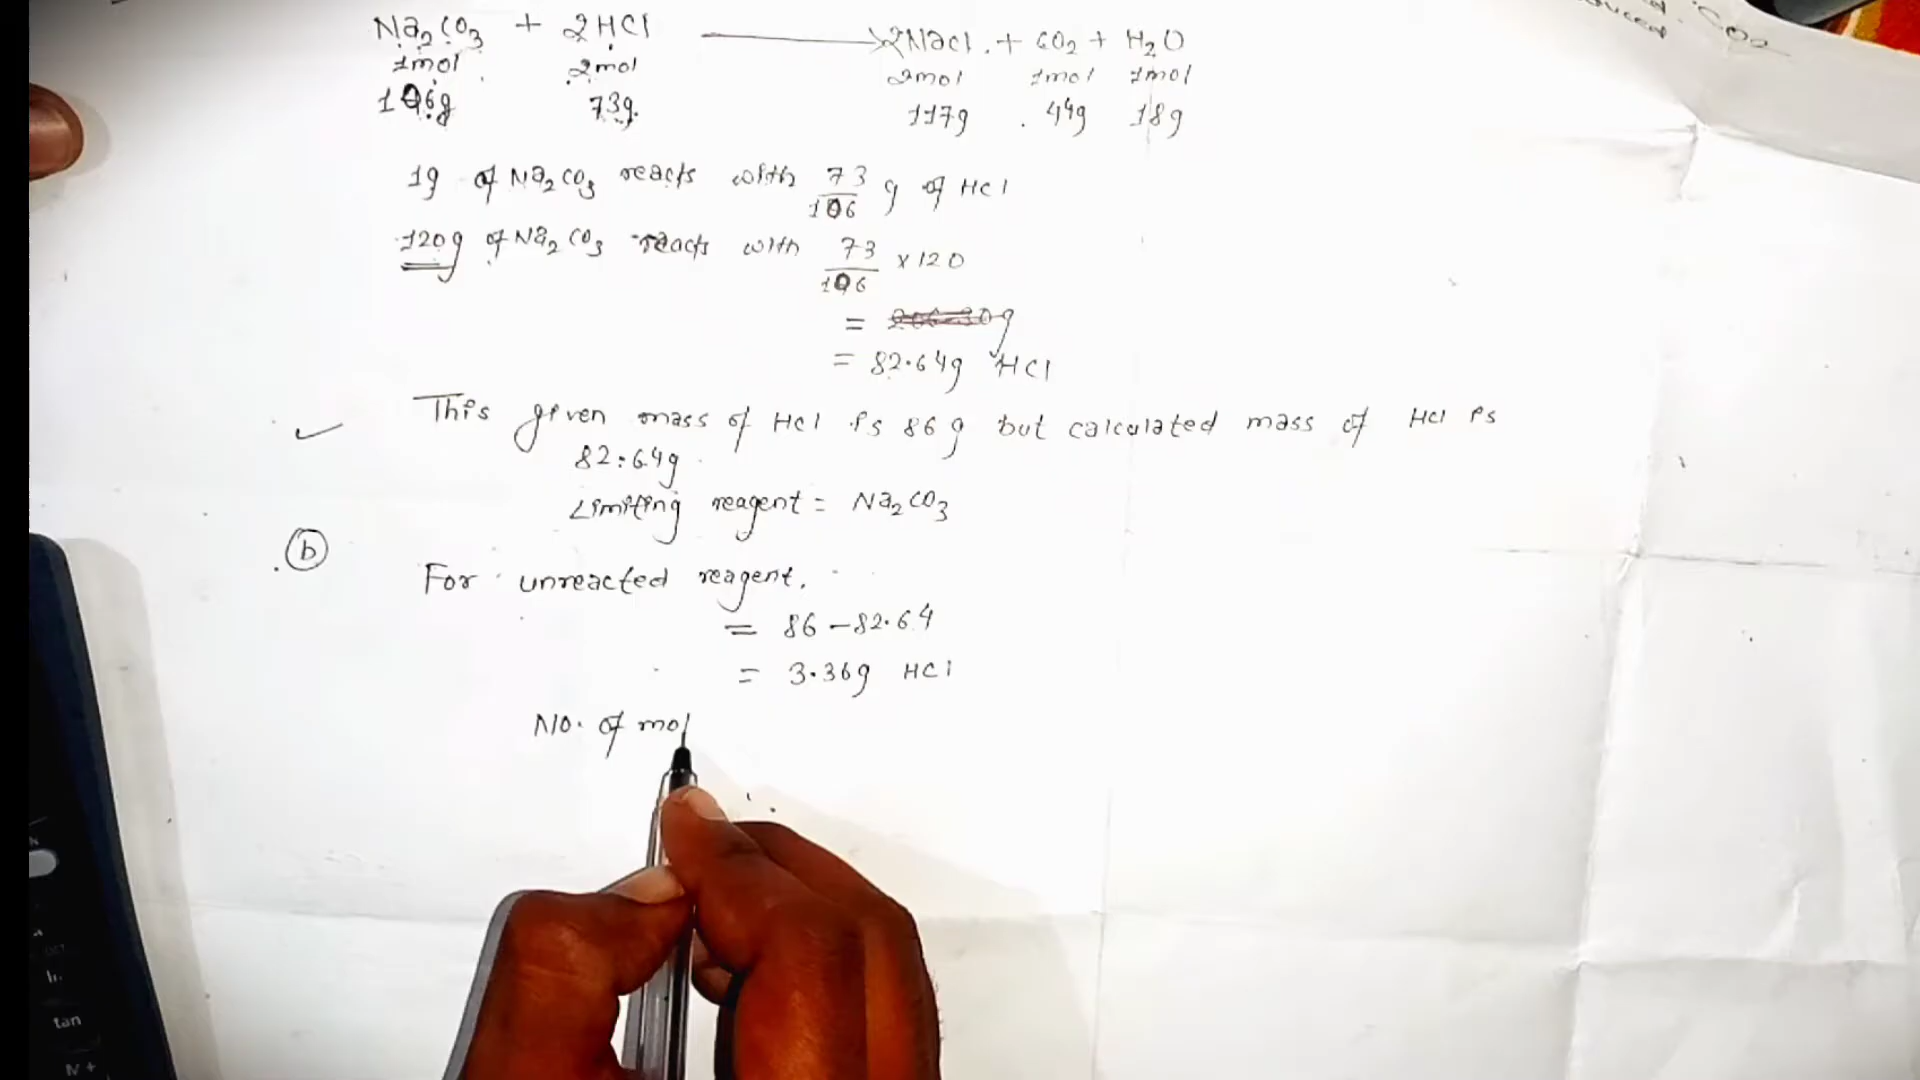 Na₂CO₃ + 2HCl → 2NaCl + CO₂ + H₂O
1mol 2mol 2mol 1mol 1mol
106g 73g 117g 44g 18g
1g of Na₂CO₃ reacts with 73/106 g of HCl
120g of Na₂CO₃ reacts with 73/106 × 120
=
= 82.64g HCl
This given mass of HCl is 86g but calculated mass of HCl is
82.64g
Limiting reagent = Na₂CO₃
b
For unreacted reagent.
= 86 - 82.64
= 3.36g HCl
No. of mol
CO₂
tan